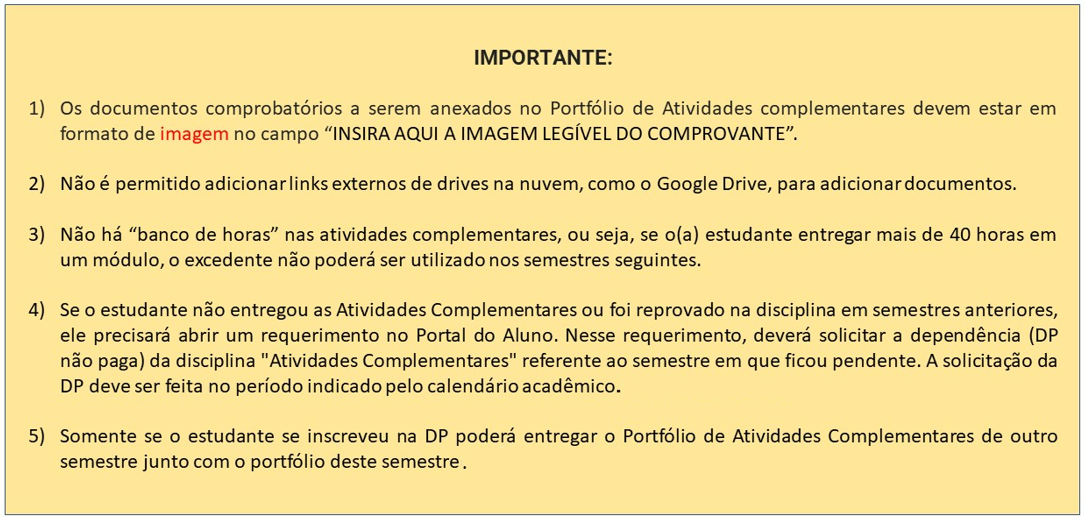 IMPORTANTE:
1) Os documentos comprobatórios a serem anexados no Portfólio de Atividades complementares devem estar em
formato de imagem no campo “INSIRA AQUI A IMAGEM LEGÍVEL DO COMPROVANTE”.
2) Não é permitido adicionar links externos de drives na nuvem, como o Google Drive, para adicionar documentos.
3) Não há “banco de horas” nas atividades complementares, ou seja, se o(a) estudante entregar mais de 40 horas em
um módulo, o excedente não poderá ser utilizado nos semestres seguintes.
4) Se o estudante não entregou as Atividades Complementares ou foi reprovado na disciplina em semestres anteriores,
ele precisará abrir um requerimento no Portal do Aluno. Nesse requerimento, deverá solicitar a dependência (DP
não paga) da disciplina "Atividades Complementares" referente ao semestre em que ficou pendente. A solicitação da
DP deve ser feita no período indicado pelo calendário acadêmico.
5) Somente se o estudante se inscreveu na DP poderá entregar o Portfólio de Atividades Complementares de outro
semestre junto com o portfólio deste semestre.